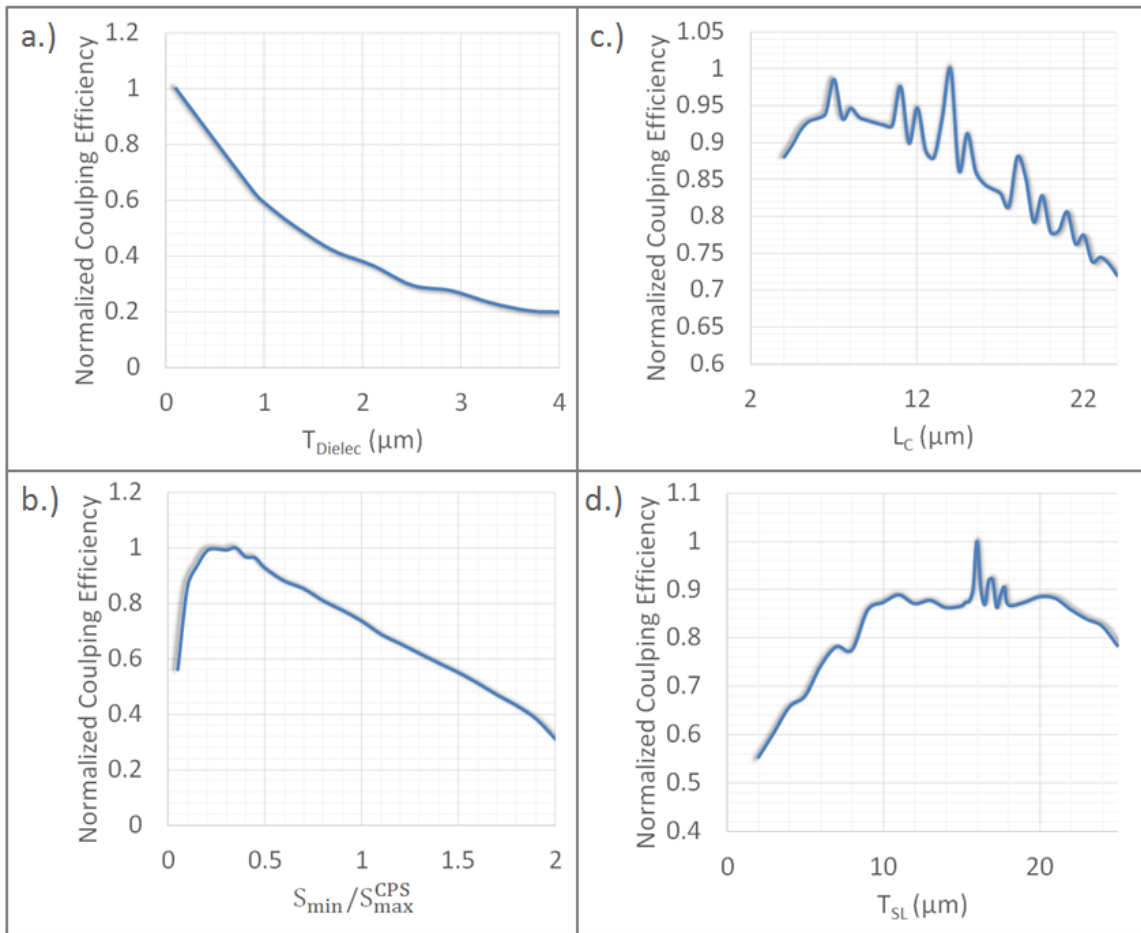 a.)
Normalized Coulping Efficiency
1.2
1
0.8
0.6
0.4
0.2
0
0 1 2 3 4
T_Dielec (μm)
c.)
Normalized Coulping Efficiency
1.05
1
0.95
0.9
0.85
0.8
0.75
0.7
0.65
0.6
2 12 22
L_C (μm)
b.)
Normalized Coulping Efficiency
1.2
1
0.8
0.6
0.4
0.2
0
0 0.5 1 1.5 2
S_min/S_max^CPS
d.)
Normalized Coulping Efficiency
1.1
1
0.9
0.8
0.7
0.6
0.5
0.4
0 10 20
T_SL (μm)